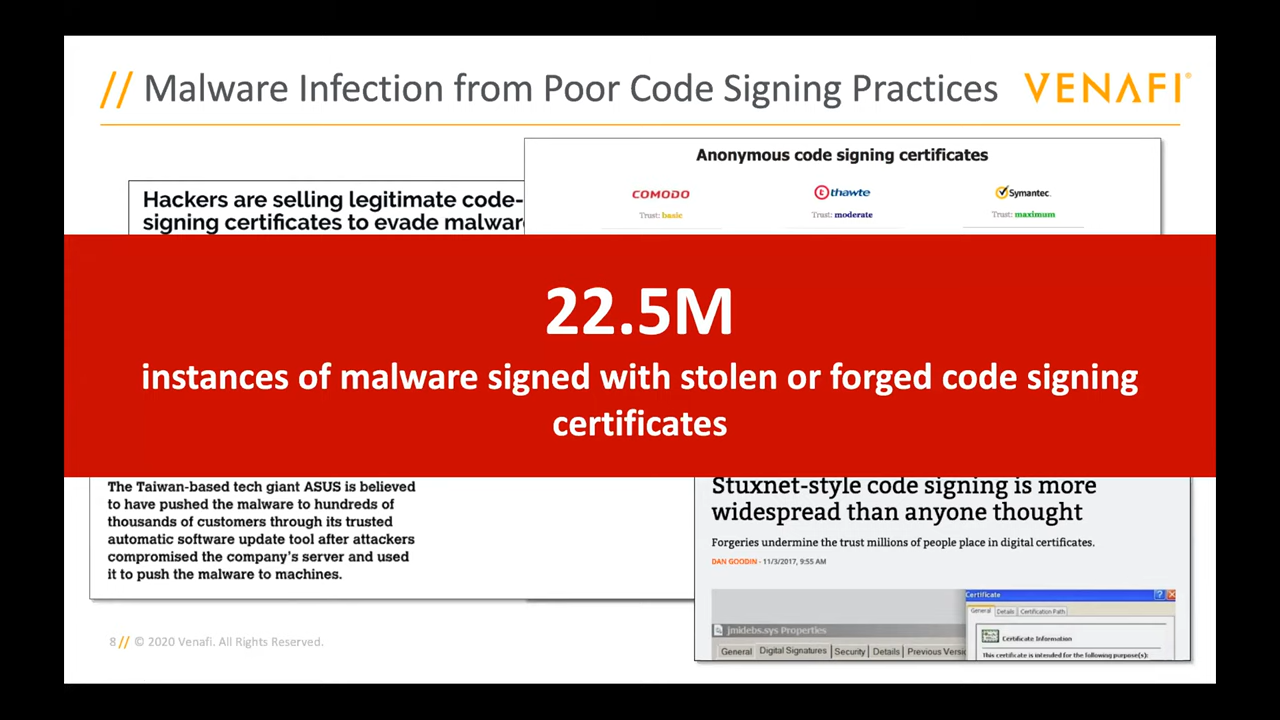 // Malware Infection from Poor Code Signing Practices
VENAFI®
Anonymous code signing certificates
COMODO
thawte
Symantec.
Trust: basic
Trust: moderate
Trust: maximum
Hackers are selling legitimate code-
signing certificates to evade malwar
22.5M
instances of malware signed with stolen or forged code signing
certificates
The Taiwan-based tech giant ASUS is believed
to have pushed the malware to hundreds of
thousands of customers through its trusted
automatic software update tool after attackers
compromised the company's server and used
it to push the malware to machines.
Stuxnet-style code signing is more
widespread than anyone thought
Forgeries undermine the trust millions of people place in digital certificates.
DAN GOODIN - 11/3/2017, 9:55 AM
Certificate
General Details Certification Path
Certificate Information
This certificate is intended for the following purpose(s):
jmidebs.sys Properties
General Digital Signatures Security Details Previous Versio
8 // © 2020 Venafi. All Rights Reserved.